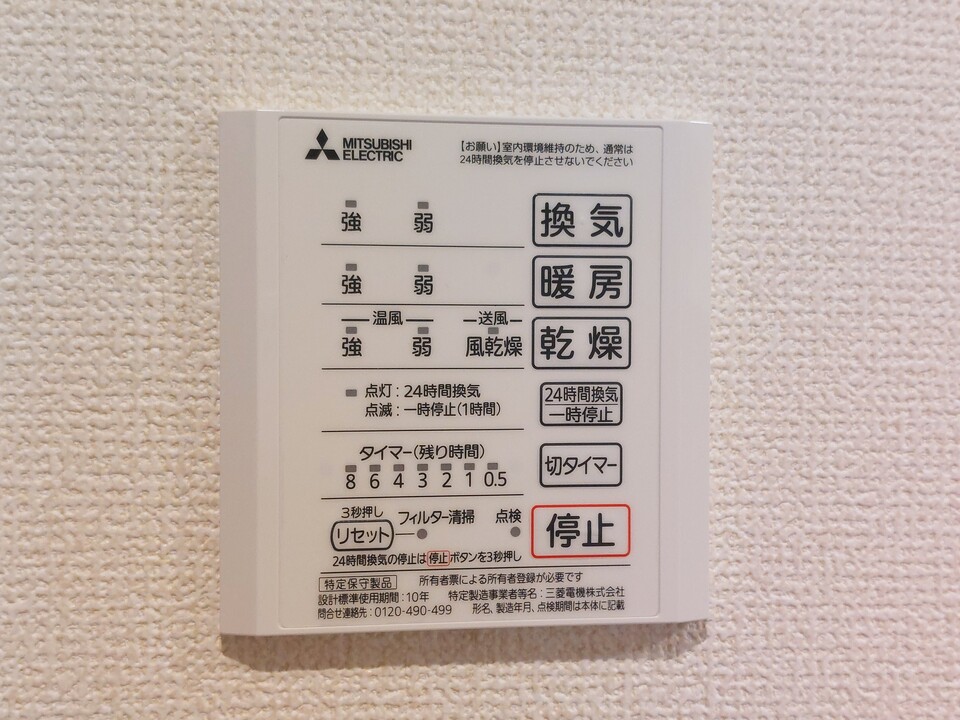 MITSUBISHI
ELECTRIC
【お願い】室内環境維持のため、通常は
24時間換気を停止させないでください
強 弱 換気
強 弱 暖房
温風 送風
強 弱 風乾燥 乾燥
点灯：24時間換気
点滅：一時停止(1時間)
24時間換気
一時停止
タイマー(残り時間)
8 6 4 3 2 1 0.5
切タイマー
3秒押し
リセット フィルター清掃 点検
停止
24時間換気の停止は停止ボタンを3秒押し
特定保守製品 所有者票による所有者登録が必要です
設計標準使用期間：10年 特定製造事業者等名：三菱電機株式会社
問合せ連絡先：0120-490-499 形名、製造年月、点検期間は本体に記載